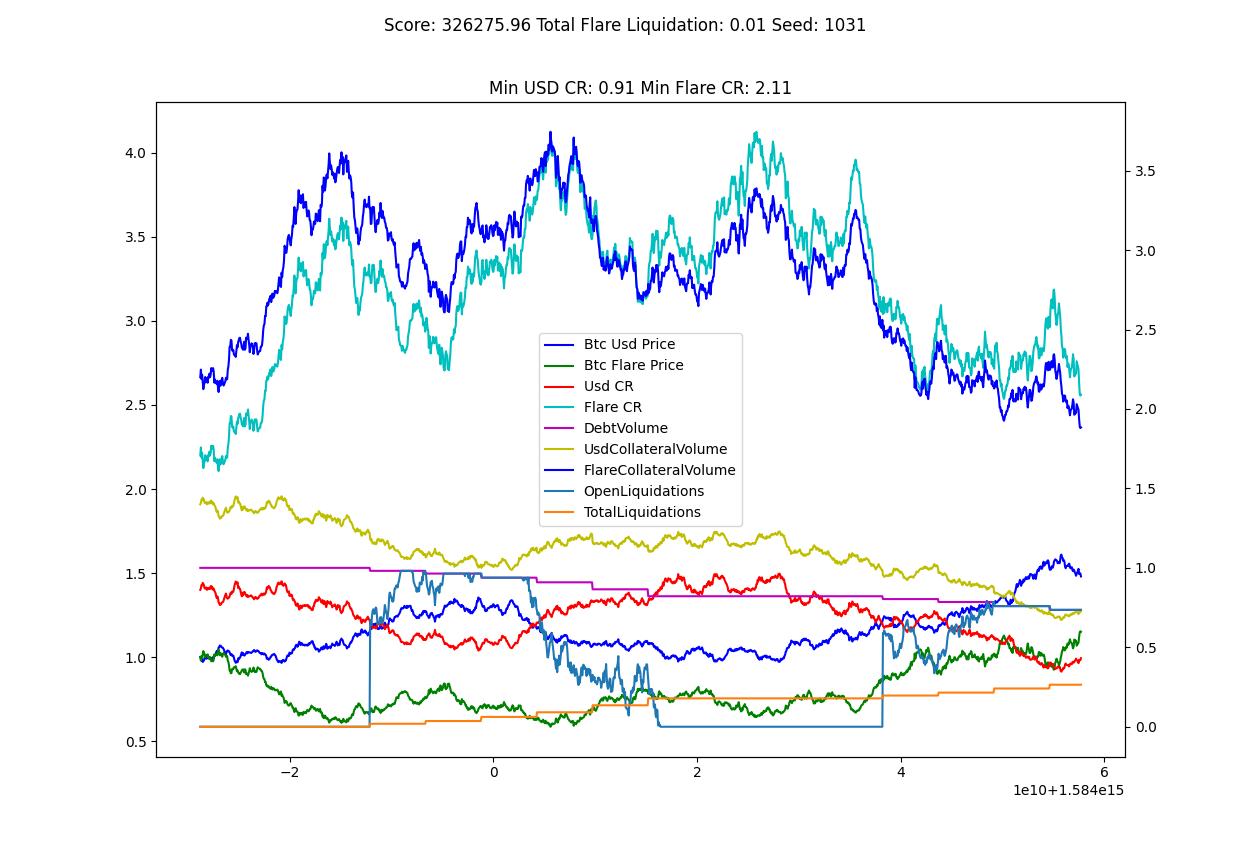 Score: 326275.96 Total Flare Liquidation: 0.01 Seed: 1031
Min USD CR: 0.91 Min Flare CR: 2.11
4.0
3.5
3.0
2.5
2.0
1.5
1.0
0.5
3.5
3.0
2.5
2.0
1.5
1.0
0.5
0.0
Btc Usd Price
Btc Flare Price
Usd CR
Flare CR
DebtVolume
UsdCollateralVolume
FlareCollateralVolume
OpenLiquidations
TotalLiquidations
−2 0 2 4 6
1e10+1.584e15